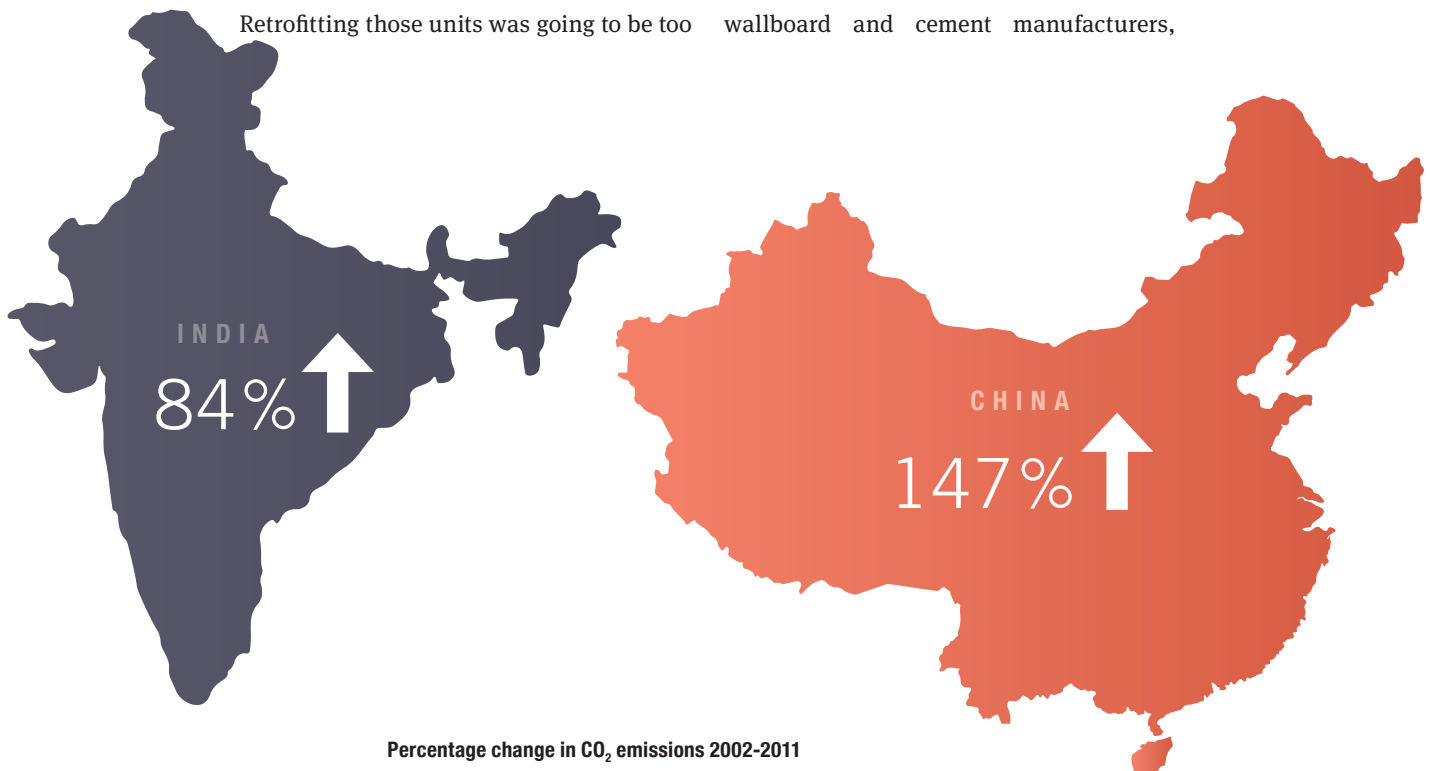 Retrofitting those units was going to be too
wallboard and cement manufacturers,
INDIA
84%
CHINA
147%
Percentage change in CO₂ emissions 2002-2011